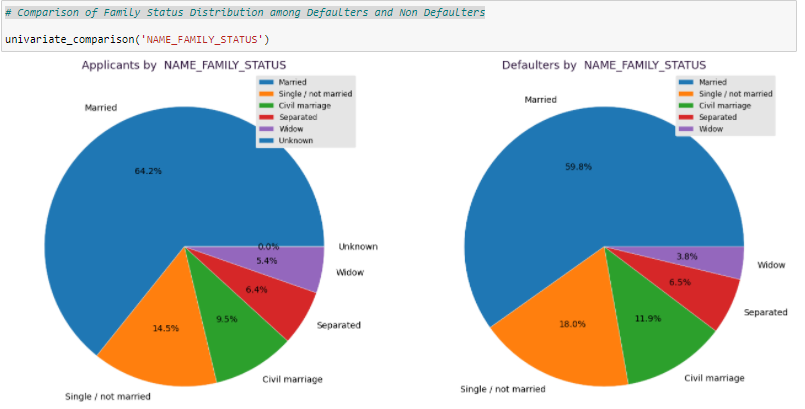 # Comparison of Family Status Distribution among Defaulters and Non Defaulters
univariate_comparison('NAME_FAMILY_STATUS')
Applicants by NAME_FAMILY_STATUS
Married
Single / not married
Civil marriage
Separated
Widow
Unknown
Married
64.2%
0.0%
Unknown
5.4%
Widow
6.4%
Separated
9.5%
14.5%
Civil marriage
Single / not married
Defaulters by NAME_FAMILY_STATUS
Married
Single / not married
Civil marriage
Separated
Widow
Married
59.8%
3.8%
Widow
6.5%
Separated
11.9%
18.0%
Civil marriage
Single / not married